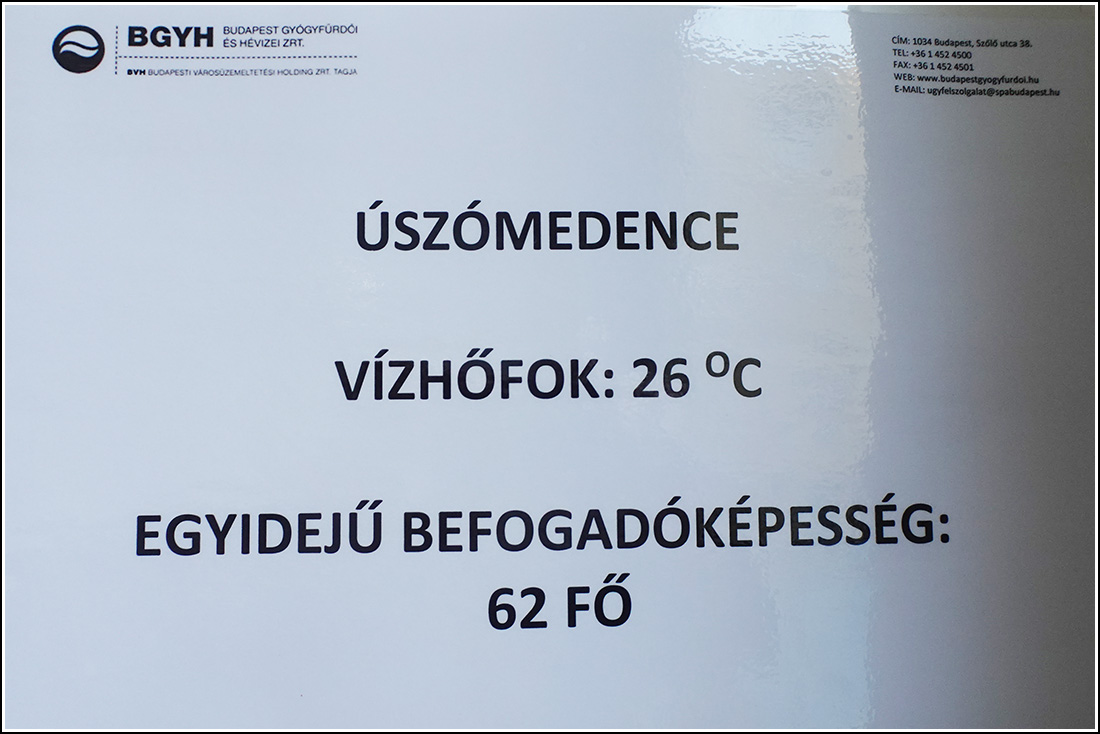 BGYH
BUDAPEST GYÓGYFÜRDŐI
ÉS HÉVIZEI ZRT.
BVH BUDAPESTI VÁROSÜZEMELTETÉSI HOLDING ZRT. TAGJA
CÍM: 1034 Budapest, Szőlő utca 38.
TEL: +36 1 452 4500
FAX: +36 1 452 4501
WEB: www.budapestgyogyfurdoi.hu
E-MAIL: ugyfelszolgalat@spabudapest.hu
ÚSZÓMEDENCE
VÍZHŐFOK: 26 °C
EGYIDEJŰ BEFOGADÓKÉPESSÉG:
62 FŐ